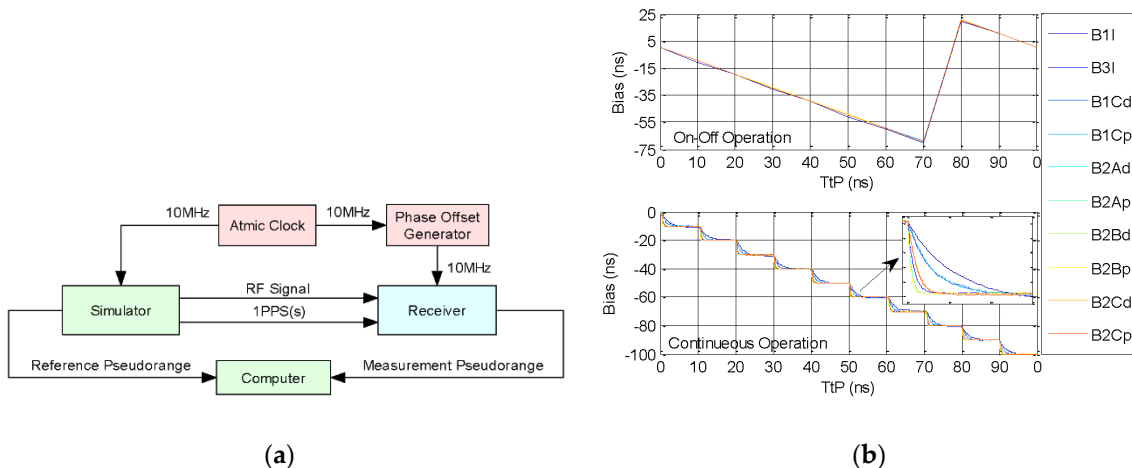 10MHz
10MHz
Atmic Clock
Phase Offset
Generator
10MHz
Simulator
RF Signal
1PPS(s)
Receiver
Reference Pseudorange
Computer
Measurement Pseudorange
(a)
25
5
-15
-35
-55
-75
Bias (ns)
On-Off Operation
0 10 20 30 40 50 60 70 80 90 0
TtP (ns)
0
-20
-40
-60
-80
-100
Bias (ns)
Continueous Operation
0 10 20 30 40 50 60 70 80 90 0
TtP (ns)
B1I
B3I
B1Cd
B1Cp
B2Ad
B2Ap
B2Bd
B2Bp
B2Cd
B2Cp
(b)